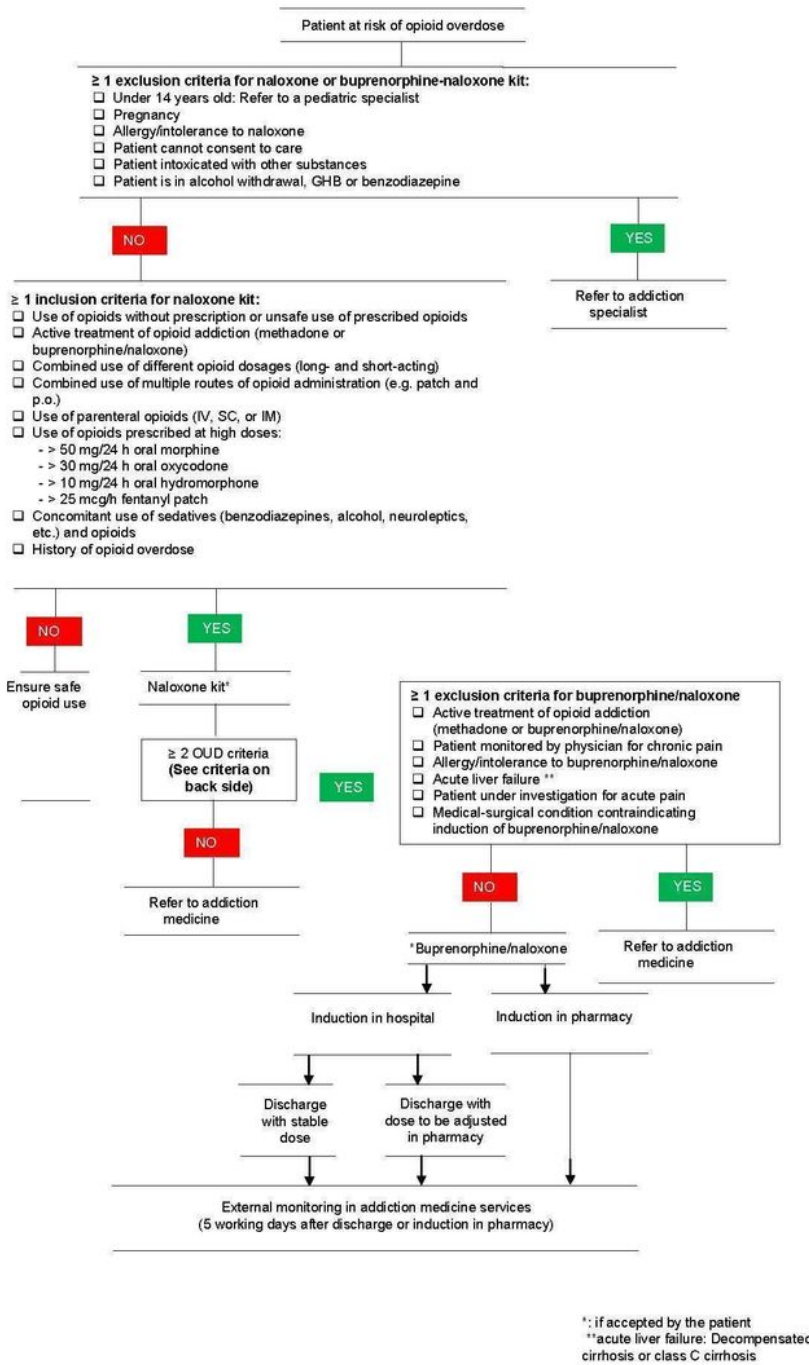 Patient at risk of opioid overdose
≥ 1 exclusion criteria for naloxone or buprenorphine-naloxone kit:
❑ Under 14 years old: Refer to a pediatric specialist
❑ Pregnancy
❑ Allergy/intolerance to naloxone
❑ Patient cannot consent to care
❑ Patient intoxicated with other substances
❑ Patient is in alcohol withdrawal, GHB or benzodiazepine
NO
YES
Refer to addiction
specialist
≥ 1 inclusion criteria for naloxone kit:
❑ Use of opioids without prescription or unsafe use of prescribed opioids
❑ Active treatment of opioid addiction (methadone or
buprenorphine/naloxone)
❑ Combined use of different opioid dosages (long- and short-acting)
❑ Combined use of multiple routes of opioid administration (e.g. patch and
p.o.)
❑ Use of parenteral opioids (IV, SC, or IM)
❑ Use of opioids prescribed at high doses:
- > 50 mg/24 h oral morphine
- > 30 mg/24 h oral oxycodone
- > 10 mg/24 h oral hydromorphone
- > 25 mcg/h fentanyl patch
❑ Concomitant use of sedatives (benzodiazepines, alcohol, neuroleptics,
etc.) and opioids
❑ History of opioid overdose
NO
YES
Ensure safe
opioid use
Naloxone kit*
≥ 2 OUD criteria
(See criteria on
back side)
YES
NO
Refer to addiction
medicine
≥ 1 exclusion criteria for buprenorphine/naloxone
❑ Active treatment of opioid addiction
(methadone or buprenorphine/naloxone)
❑ Patient monitored by physician for chronic pain
❑ Allergy/intolerance to buprenorphine/naloxone
❑ Acute liver failure **
❑ Patient under investigation for acute pain
❑ Medical-surgical condition contraindicating
induction of buprenorphine/naloxone
NO
YES
*Buprenorphine/naloxone
Refer to addiction
medicine
Induction in hospital
Induction in pharmacy
Discharge
with stable
dose
Discharge with
dose to be adjusted
in pharmacy
External monitoring in addiction medicine services
(5 working days after discharge or induction in pharmacy)
*: if accepted by the patient
**acute liver failure: Decompensated
cirrhosis or class C cirrhosis